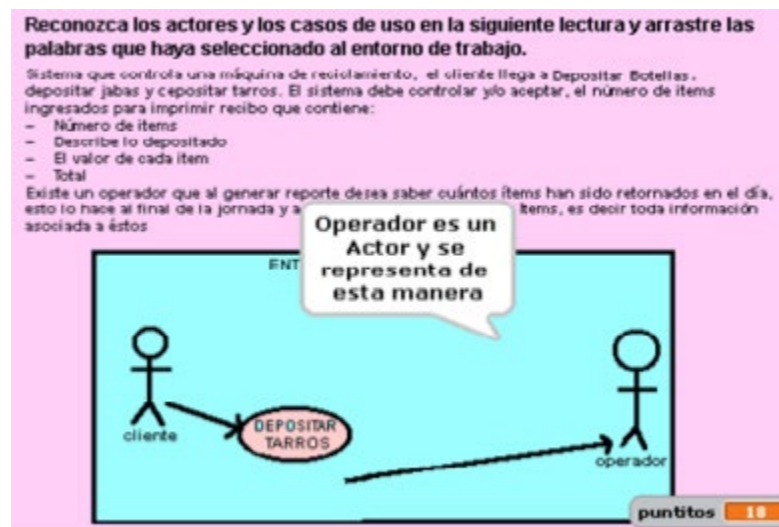 Reconozca los actores y los casos de uso en la siguiente lectura y arrastre las
palabras que haya seleccionado al entorno de trabajo.
Sistema que controla una máquina de reciclamiento, el cliente llega a Depositar Botellas,
depositar jabas y cepositar tarros. El sistema debe controlar y/o aceptar, el número de items
ingresados para imprimir recibo que contiene:
- Número de items
- Describe lo depositado
- El valor de cada item
- Total
Existe un operador que al generar reporte desea saber cuántos ítems han sido retornados en el día,
esto lo hace al final de la jornada y a
Items, es decir toda información
asociada a éstos
Operador es un
Actor y se
representa de
esta manera
ENT
cliente
DEPOSITAR
TARROS
operador
puntitos 18